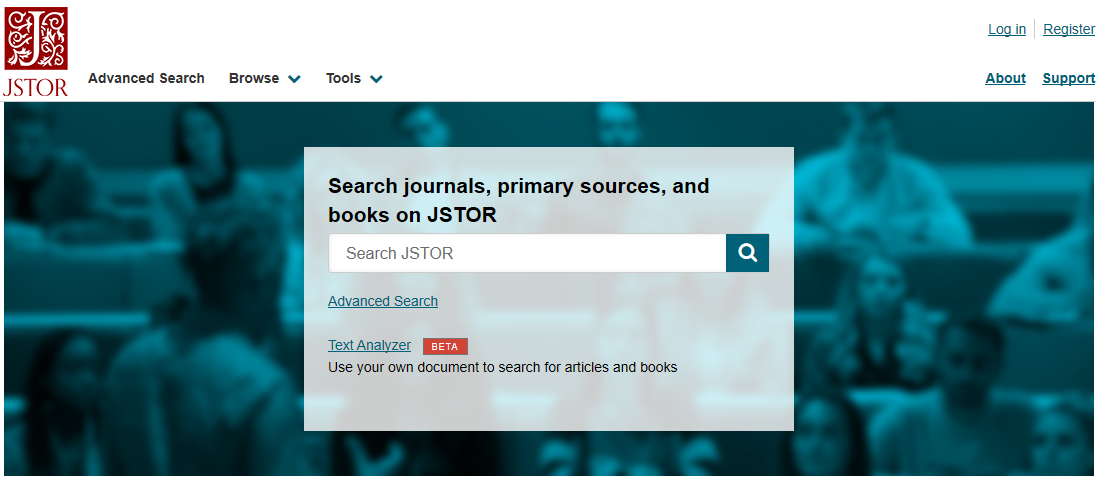 J
Log in Register
JSTOR
Advanced Search Browse Tools
About Support
Search journals, primary sources, and
books on JSTOR
Search JSTOR
Advanced Search
Text Analyzer BETA
Use your own document to search for articles and books